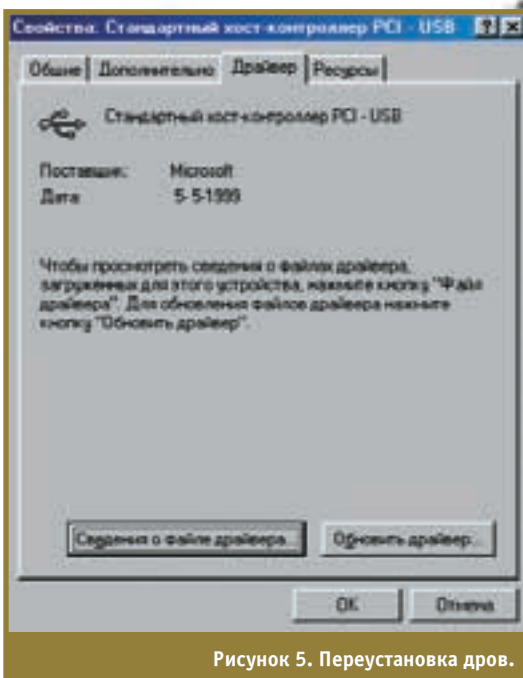 Свойства: Стандартный хост-контроллер PCI - USB
Общие Дополнительно Драйвер Ресурсы
Стандартный хост-контроллер PCI - USB
Поставщик: Microsoft
Дата: 5-5-1999
Чтобы просмотреть сведения о файлах драйвера,
загруженных для этого устройства, нажмите кнопку "Файл
драйвера". Для обновления файлов драйвера нажмите
кнопку "Обновить драйвер".
Сведения о файле драйвера... Обновить драйвер...
OK Отмена
Рисунок 5. Переустановка дров.